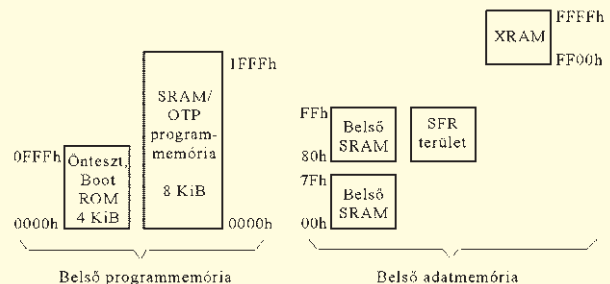 FFFFh
XRAM
FF00h
1FFFh
SRAM/
OTP
program-
memória
8 KiB
0000h
0FFFh
Önteszt,
Boot
ROM
4 KiB
0000h
FFh
Belső
SRAM
80h
SFR
terület
7Fh
Belső
SRAM
00h
Belső programmemória
Belső adatmemória